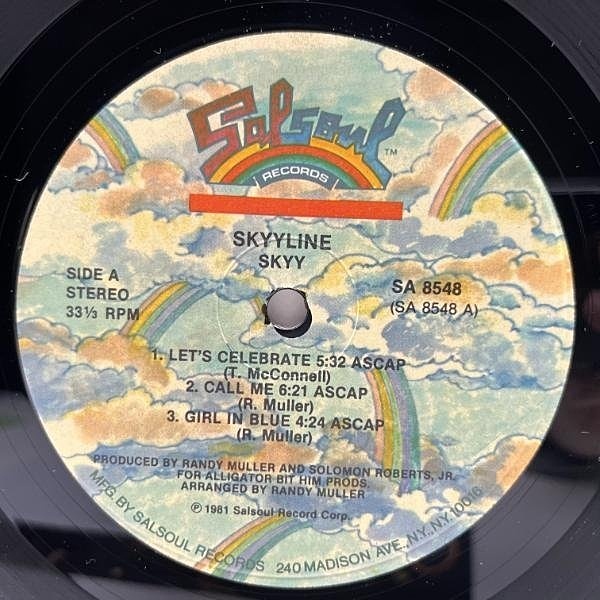 Salsoul™
RECORDS
SKYYLINE
SKYY
SIDE A
STEREO
33⅓ RPM
SA 8548
(SA 8548 A)
1. LET'S CELEBRATE 5:32 ASCAP
(T. McConnell)
2. CALL ME 6:21 ASCAP
(R. Muller)
3. GIRL IN BLUE 4:24 ASCAP
(R. Muller)
PRODUCED BY RANDY MULLER AND SOLOMON ROBERTS, JR.
FOR ALLIGATOR BIT HIM PRODS.
ARRANGED BY RANDY MULLER
℗ 1981 Salsoul Record Corp.
MFG. BY SALSOUL RECORDS 240 MADISON AVE., N.Y., N.Y. 10016